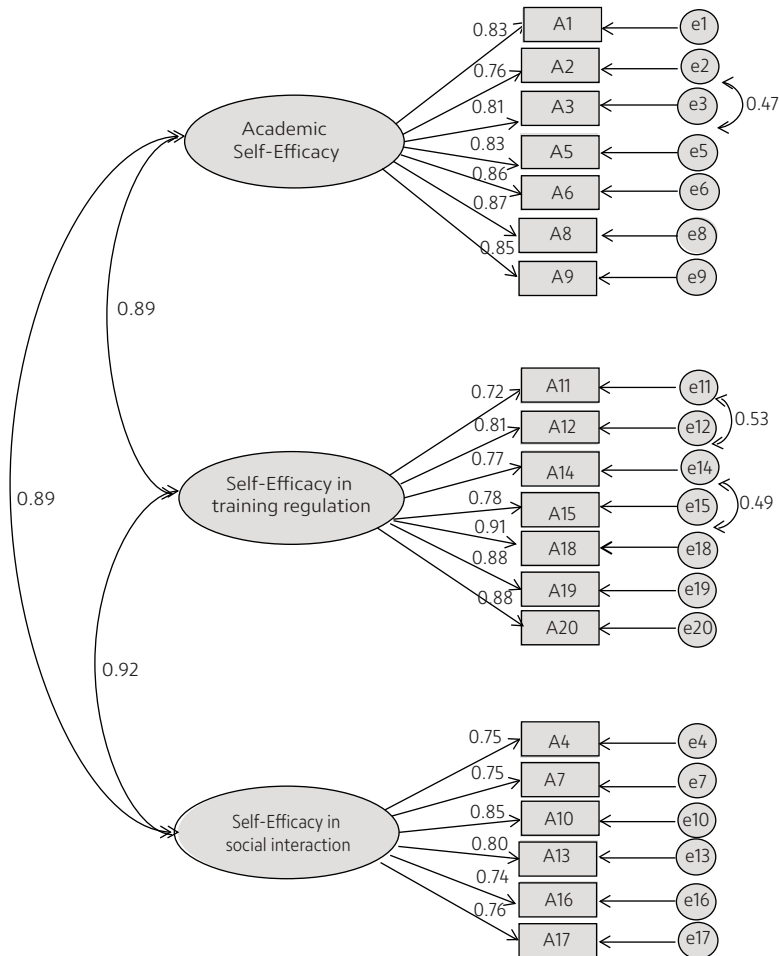 0.83
A1
e1
0.76
A2
e2
0.81
A3
e3
0.47
Academic
Self-Efficacy
0.83
A5
e5
0.86
A6
e6
0.87
A8
e8
0.85
A9
e9
0.89
0.72
A11
e11
0.81
A12
e12
0.53
0.77
A14
e14
Self-Efficacy in
training regulation
0.89
0.78
A15
e15
0.49
0.91
A18
e18
0.88
A19
e19
0.88
A20
e20
0.92
0.75
A4
e4
0.75
A7
e7
0.85
A10
e10
Self-Efficacy in
social interaction
0.80
A13
e13
0.74
A16
e16
0.76
A17
e17